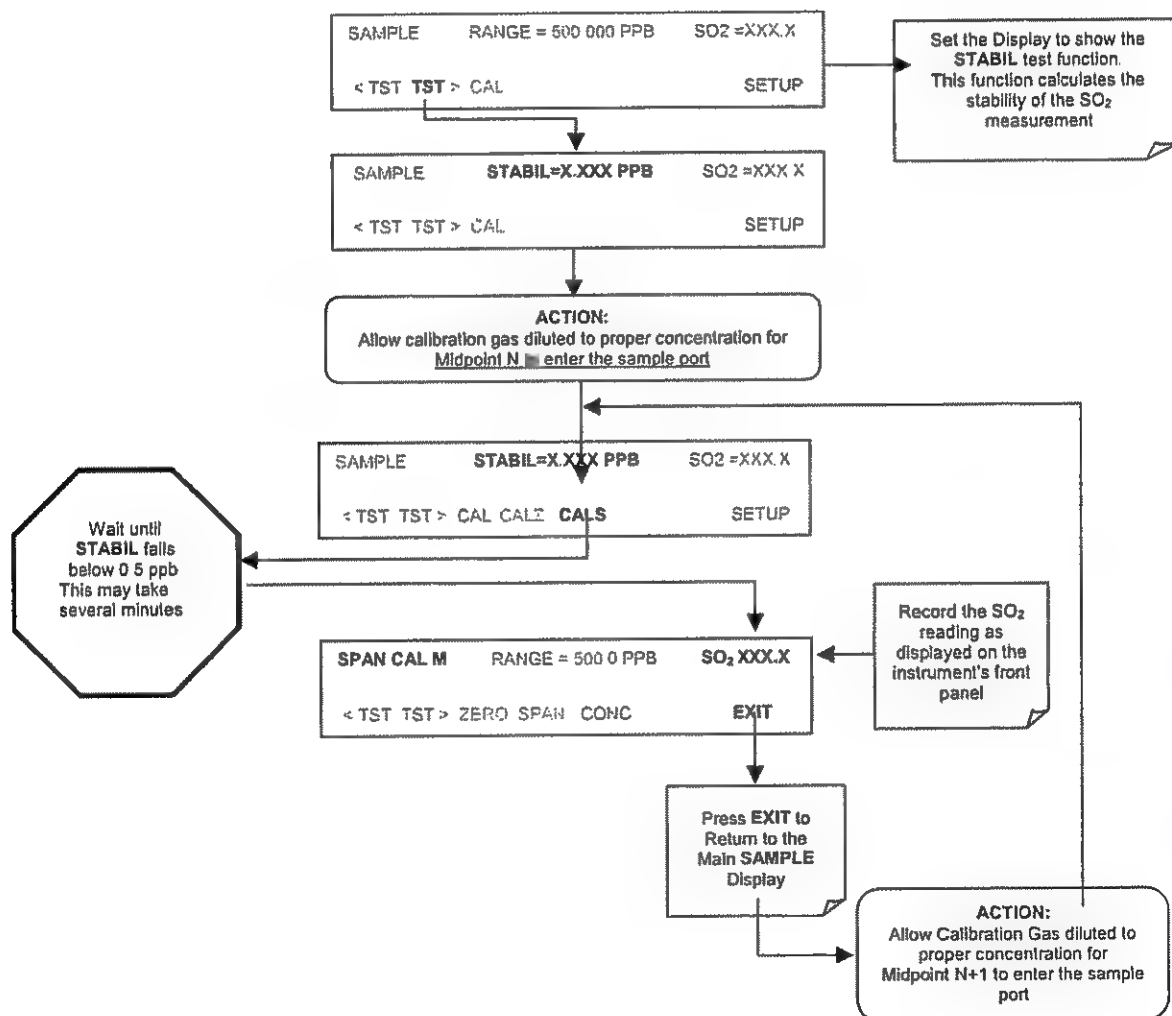 SAMPLE RANGE = 500 000 PPB SO2 =XXX.X
< TST TST > CAL SETUP
Set the Display to show the
STABIL test function.
This function calculates the
stability of the SO₂
measurement
SAMPLE STABIL=X.XXX PPB SO2 =XXX X
< TST TST > CAL SETUP
ACTION:
Allow calibration gas diluted to proper concentration for
Midpoint N enter the sample port
SAMPLE STABIL=X.XXX PPB SO2 =XXX.X
< TST TST > CAL CALZ CALS SETUP
Wait until
STABIL falls
below 0 5 ppb
This may take
several minutes
SPAN CAL M RANGE = 500 0 PPB SO₂ XXX.X
< TST TST > ZERO SPAN CONC EXIT
Record the SO₂
reading as
displayed on the
instrument's front
panel
Press EXIT to
Return to the
Main SAMPLE
Display
ACTION:
Allow Calibration Gas diluted to
proper concentration for
Midpoint N+1 to enter the sample
port